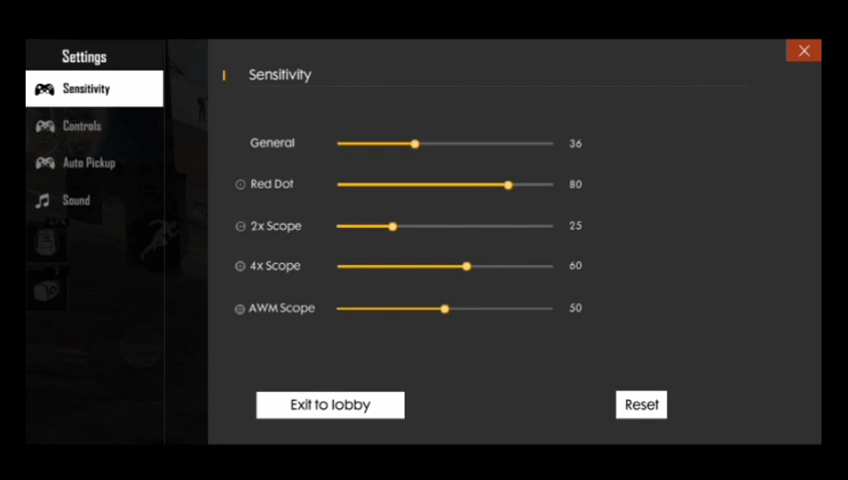 Settings
Sensitivity
Controls
Auto Pickup
Sound
Sensitivity
General 36
Red Dot 80
2x Scope 25
4x Scope 60
AWM Scope 50
Exit to lobby
Reset